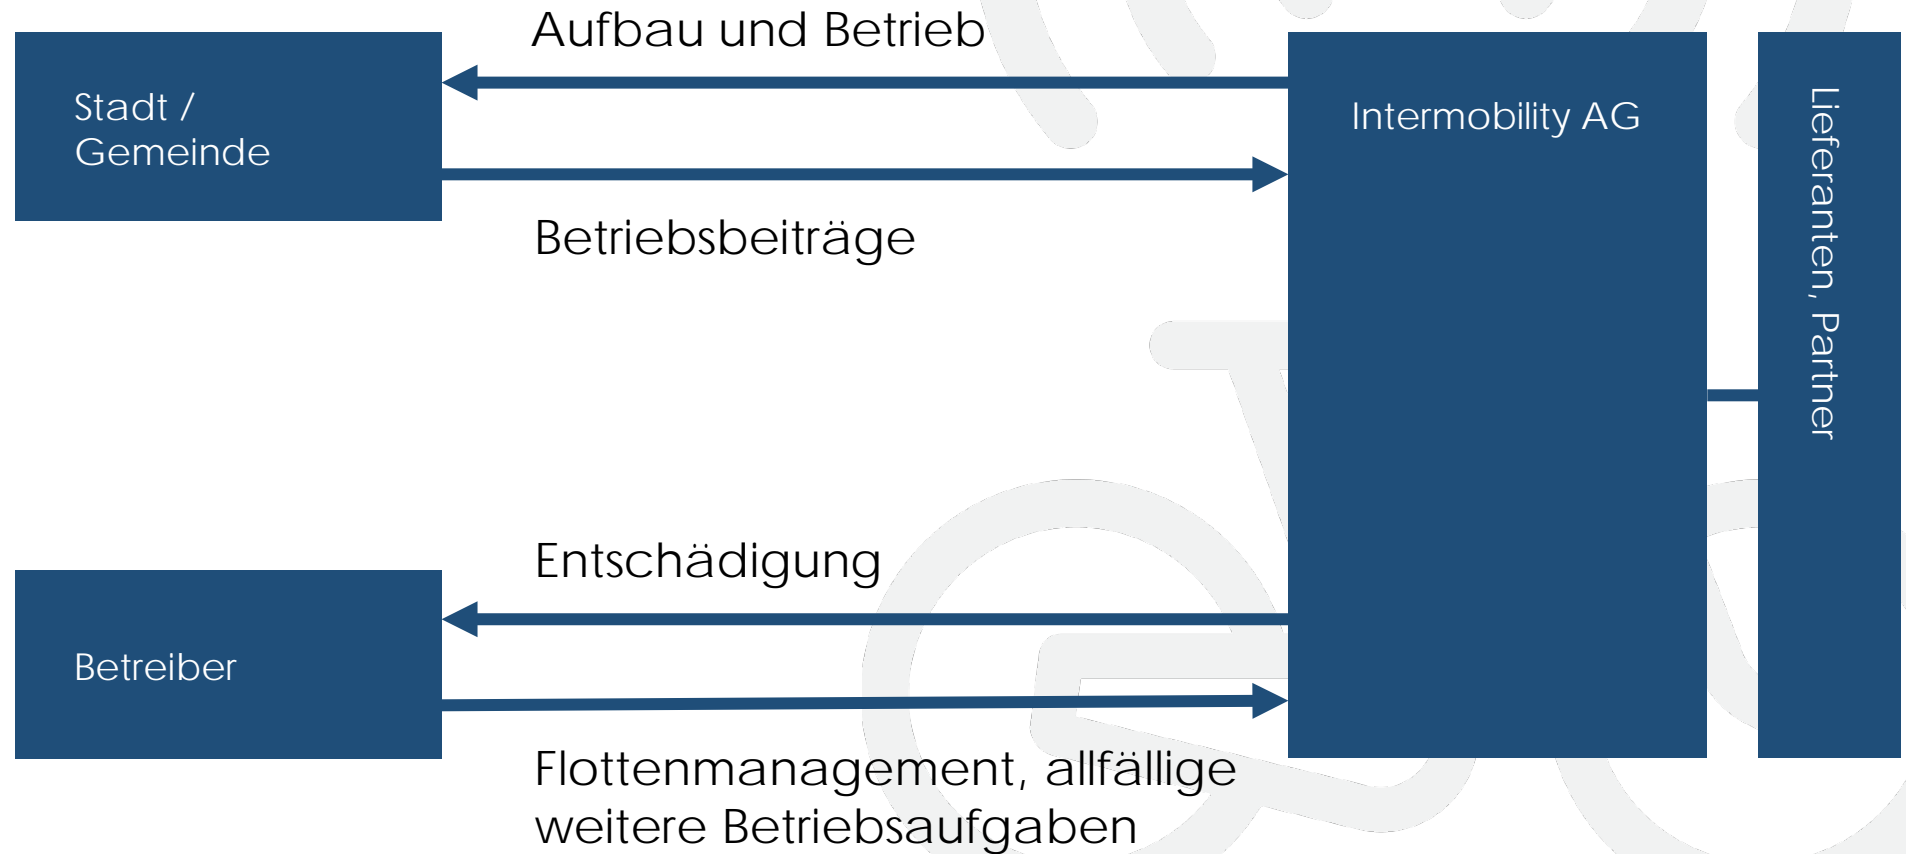 Aufbau und Betrieb
Stadt /
Gemeinde
Intermobility AG
Lieferanten, Partner
Betriebsbeiträge
Entschädigung
Betreiber
Flottenmanagement, allfällige
weitere Betriebsaufgaben